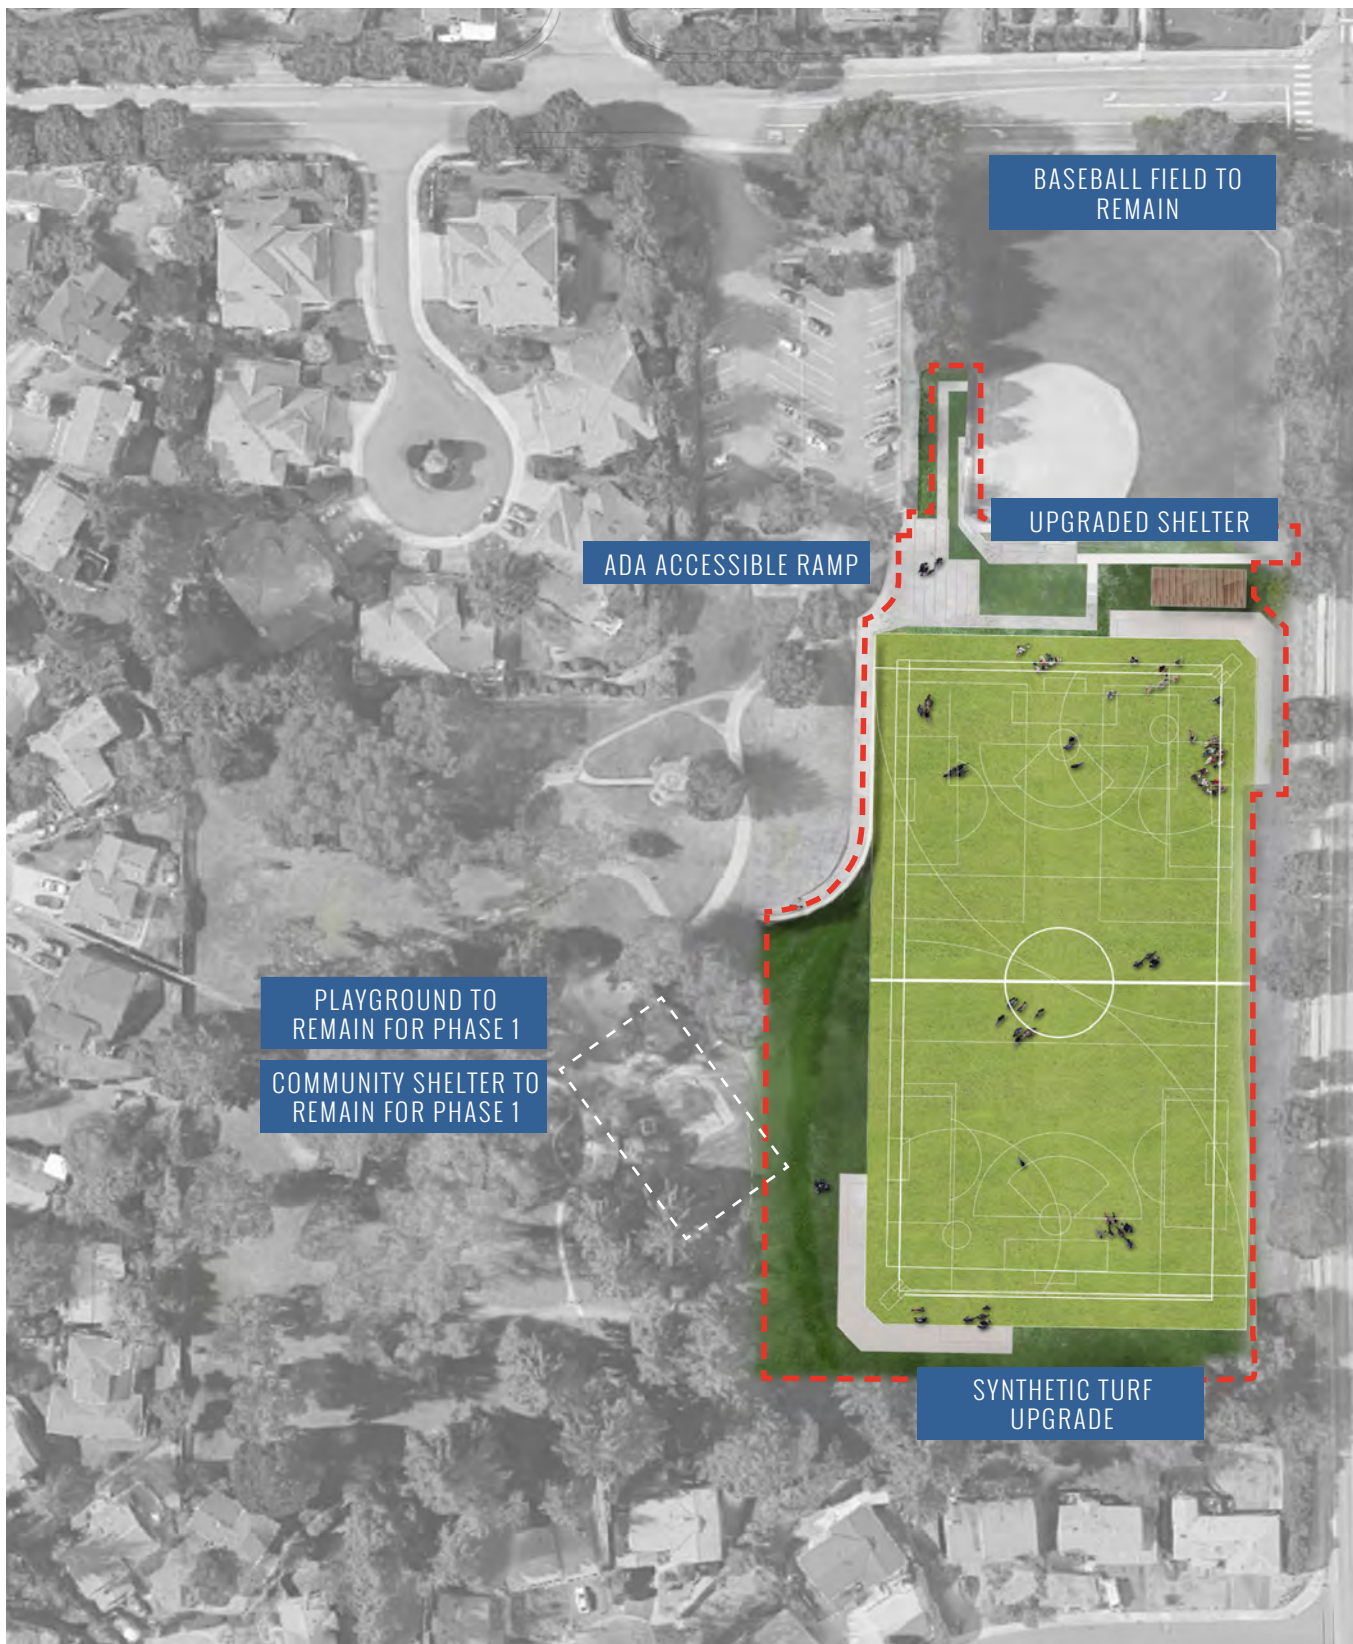 BASEBALL FIELD TO
REMAIN
UPGRADED SHELTER
ADA ACCESSIBLE RAMP
PLAYGROUND TO
REMAIN FOR PHASE 1
COMMUNITY SHELTER TO
REMAIN FOR PHASE 1
SYNTHETIC TURF
UPGRADE